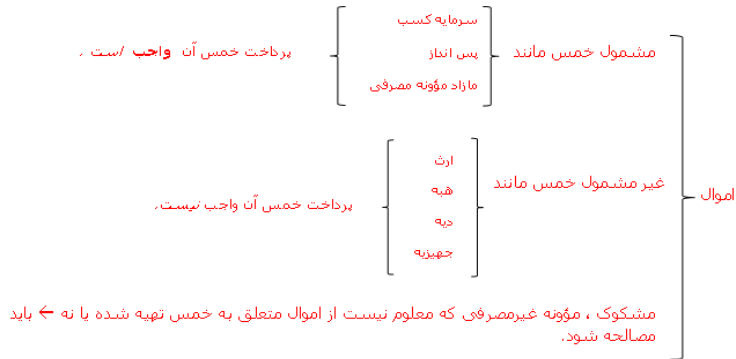 اموال
مشمول خمس مانند
سرمایه کسب
پس انداز
مازاد مؤونه مصرفی
پرداخت خمس آن واجب است .
غیر مشمول خمس مانند
ارث
هبه
دیه
جهیزیه
پرداخت خمس آن واجب نیست.
مشکوک ، مؤونه غیرمصرفی که معلوم نیست از اموال متعلق به خمس تهیه شده یا نه ← باید
مصالحه شود.